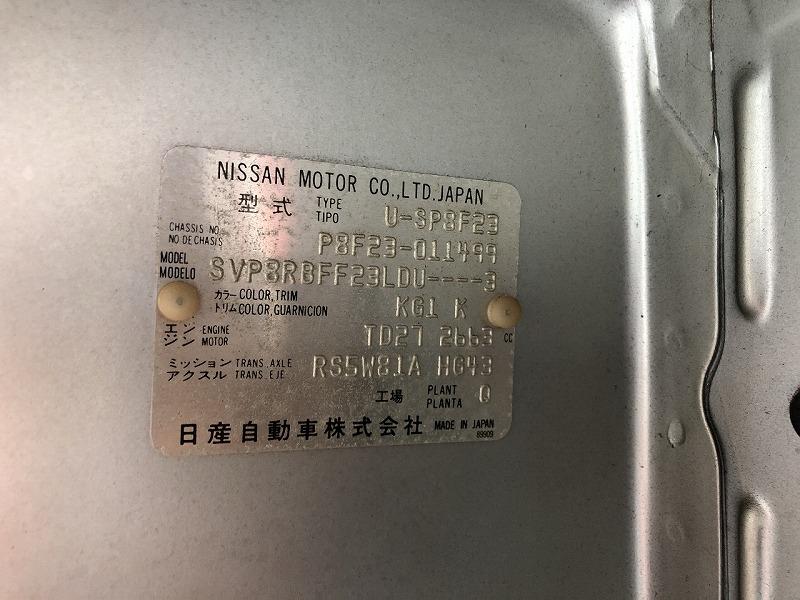 NISSAN MOTOR CO.,LTD.JAPAN
型式 TYPE TIPO U-SP8F23
CHASSIS NO. NO DE CHASIS P8F23-011499
MODEL MODELO SVP8RBFF23LDU----3
カラー COLOR,TRIM トリム COLOR,GUARNICION KG1 K
エンジン ENGINE MOTOR TD27 2663 CC
ミッション TRANS.AXLE アクスル TRANS.EJE RS5W81A HG43
工場 PLANT PLANTA Q
日産自動車株式会社 MADE IN JAPAN
89909